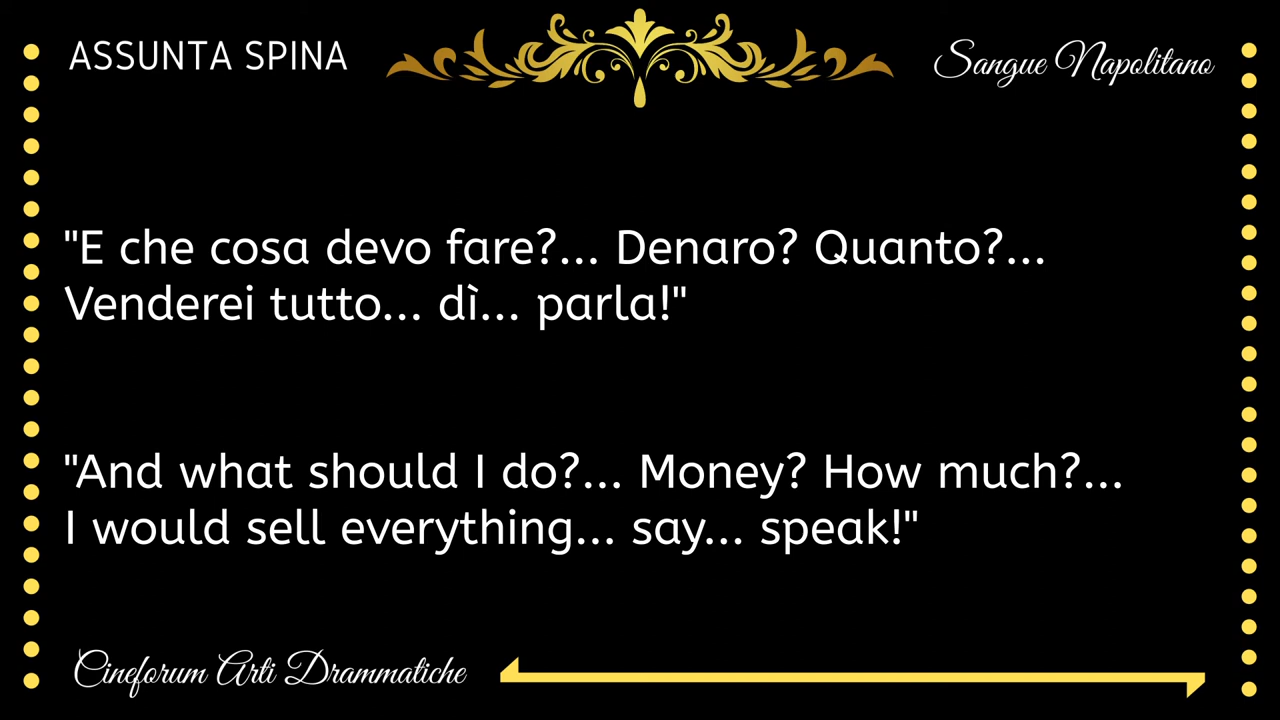 ASSUNTA SPINA
Sangue Napolitano
"E che cosa devo fare?... Denaro? Quanto?...
Venderei tutto... dì... parla!"
"And what should I do?... Money? How much?...
I would sell everything... say... speak!"
Cineforum Arti Drammatiche